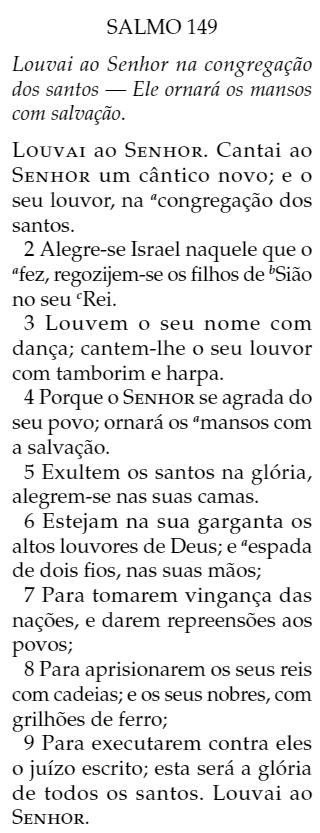 SALMO 149
Louvai ao Senhor na congregação
dos santos — Ele ornará os mansos
com salvação.
LOUVAI ao SENHOR. Cantai ao
SENHOR um cântico novo; e o
seu louvor, na ᵃcongregação dos
santos.
2 Alegre-se Israel naquele que o
ᵃfez, regozijem-se os filhos de ᵇSião
no seu ᶜRei.
3 Louvem o seu nome com
dança; cantem-lhe o seu louvor
com tamborim e harpa.
4 Porque o SENHOR se agrada do
seu povo; ornará os ᵃmansos com
a salvação.
5 Exultem os santos na glória,
alegrem-se nas suas camas.
6 Estejam na sua garganta os
altos louvores de Deus; e ᵃespada
de dois fios, nas suas mãos;
7 Para tomarem vingança das
nações, e darem repreensões aos
povos;
8 Para aprisionarem os seus reis
com cadeias; e os seus nobres, com
grilhões de ferro;
9 Para executarem contra eles
o juízo escrito; esta será a glória
de todos os santos. Louvai ao
SENHOR.